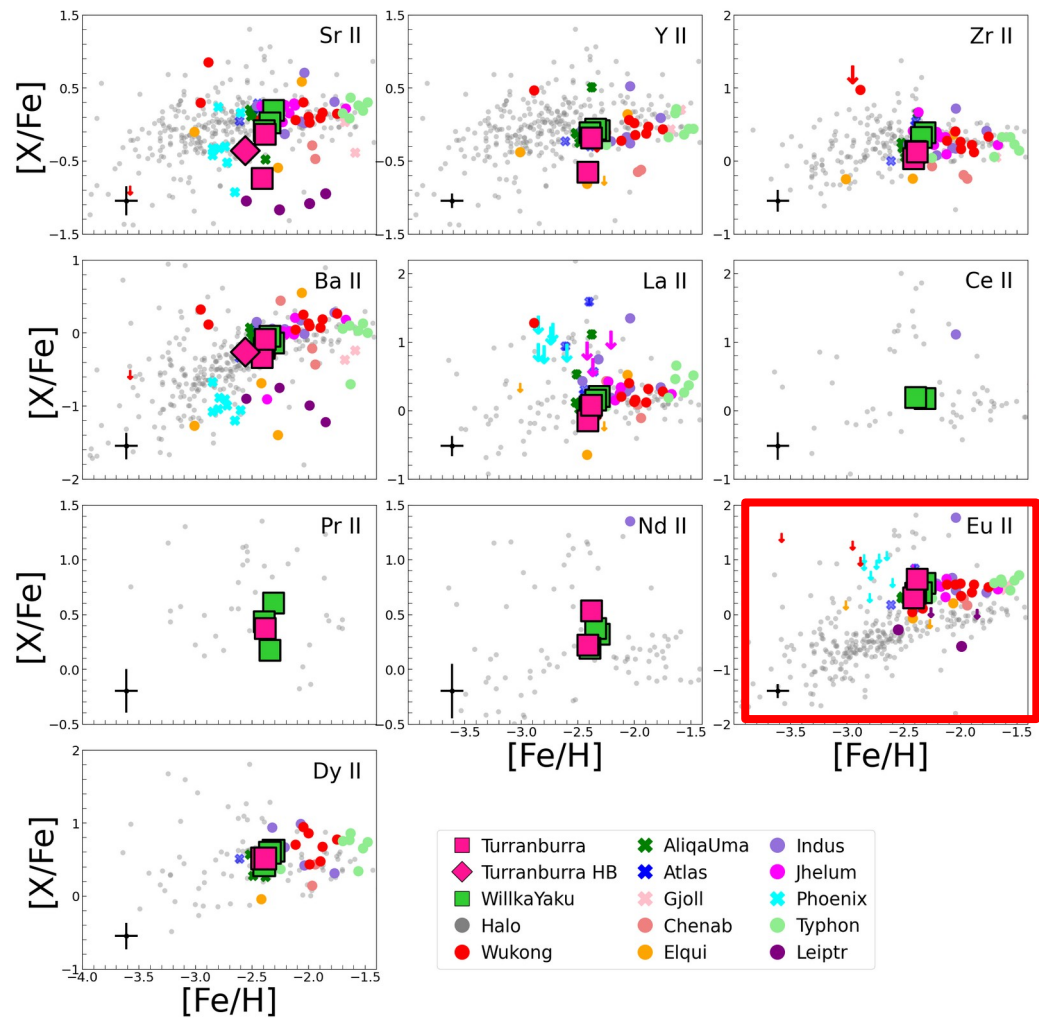 1.5
0.5
−0.5
−1.5
[X/Fe]
Sr II
1.5
0.5
−0.5
−1.5
Y II
2
1
0
−1
Zr II
1
0
−1
−2
[X/Fe]
Ba II
2
1
0
−1
La II
2
1
0
−1
Ce II
1.5
1.0
0.5
0.0
−0.5
[X/Fe]
Pr II
1.5
1.0
0.5
0.0
−0.5
Nd II
−3.5 −3.0 −2.5 −2.0 −1.5
[Fe/H]
2
1
0
−1
2
Eu II
−3.5 −3.0 −2.5 −2.0 −1.5
[Fe/H]
2
1
0
−1
[X/Fe]
Dy II
−4.0 −3.5 −3.0 −2.5 −2.0 −1.5
[Fe/H]
Turranburra
Turranburra HB
WillkaYaku
Halo
Wukong
AliqaUma
Atlas
Gjoll
Chenab
Elqui
Indus
Jhelum
Phoenix
Typhon
Leiptr